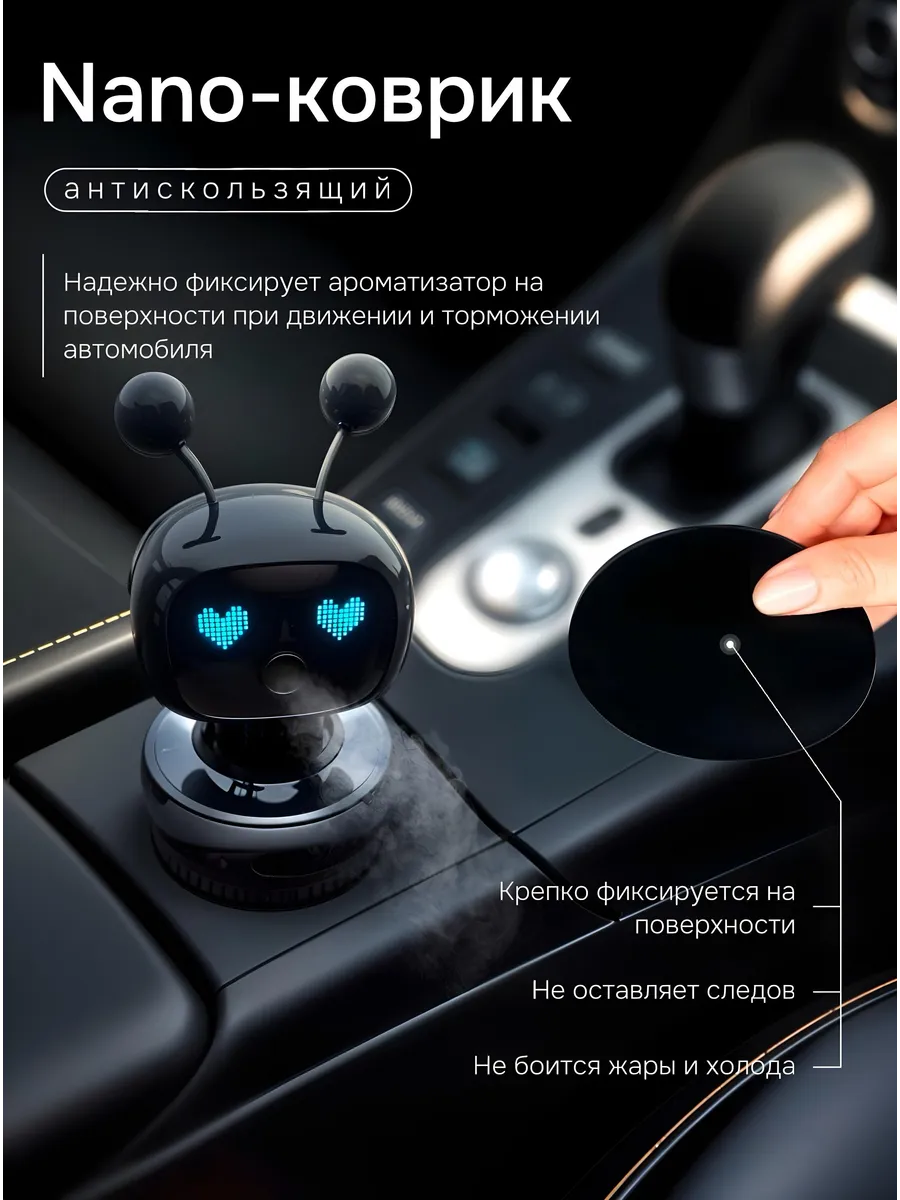 Nano-коврик
антискользящий
Надежно фиксирует ароматизатор на
поверхности при движении и торможении
автомобиля
Крепко фиксируется на
поверхности
Не оставляет следов
Не боится жары и холода